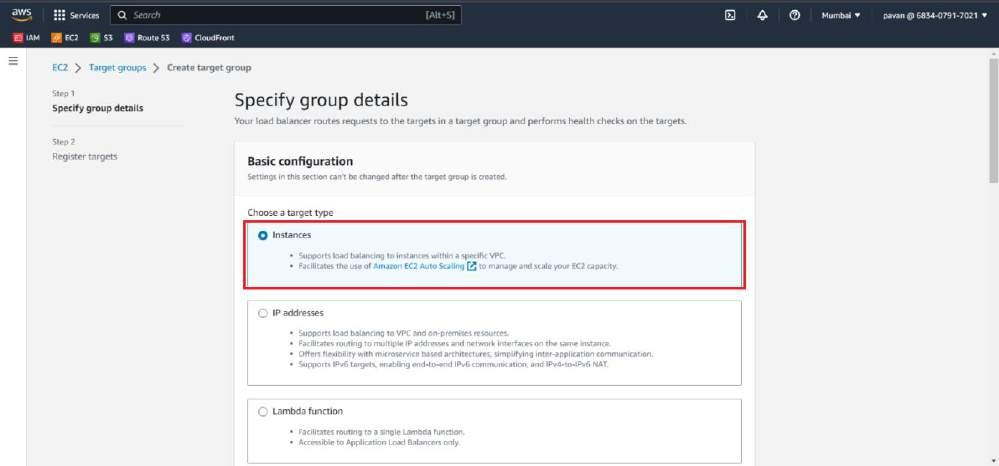 aws
Services
Search
[Alt+S]
Mumbai
pavan @ 6834-0791-7021
IAM
EC2
S3
Route 53
CloudFront
EC2
Target groups
Create target group
Step 1
Specify group details
Step 2
Register targets
Specify group details
Your load balancer routes requests to the targets in a target group and performs health checks on the targets.
Basic configuration
Settings in this section can't be changed after the target group is created.
Choose a target type
Instances
• Supports load balancing to instances within a specific VPC.
• Facilitates the use of Amazon EC2 Auto Scaling to manage and scale your EC2 capacity.
IP addresses
• Supports load balancing to VPC and on-premises resources.
• Facilitates routing to multiple IP addresses and network interfaces on the same instance.
• Offers flexibility with microservice based architectures, simplifying inter-application communication.
• Supports IPv6 targets, enabling end-to-end IPv6 communication, and IPv4-to-IPv6 NAT.
Lambda function
• Facilitates routing to a single Lambda function.
• Accessible to Application Load Balancers only.